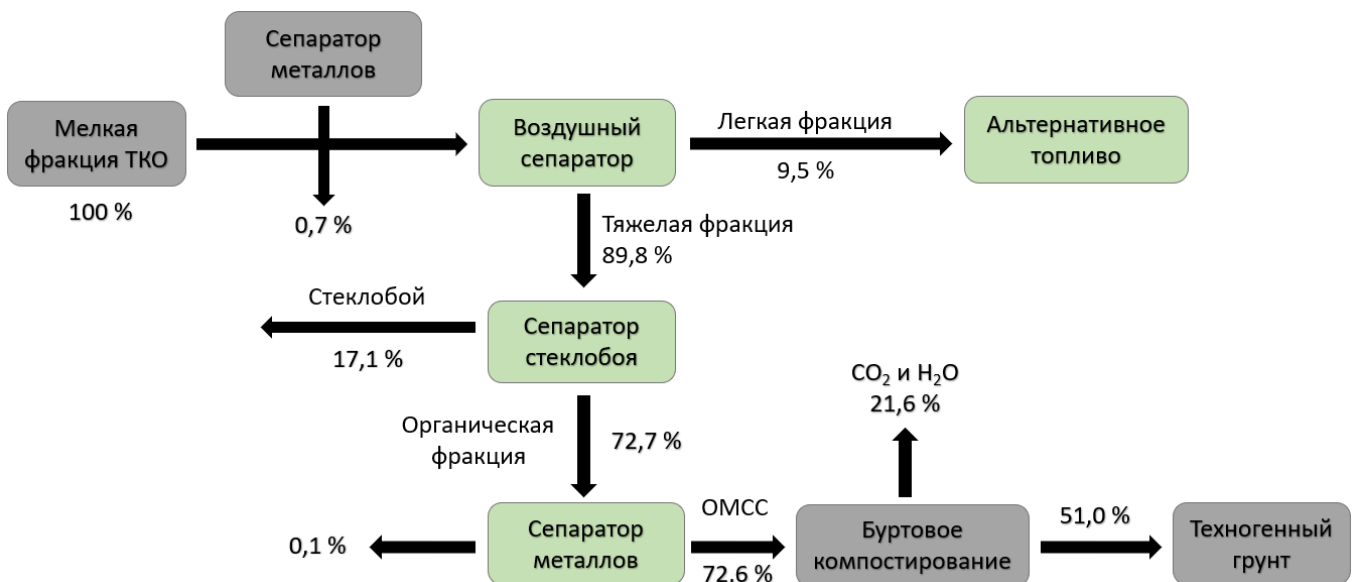 Сепаратор
металлов
Мелкая
фракция ТКО
100 %
0,7 %
Воздушный
сепаратор
Легкая фракция
9,5 %
Альтернативное
топливо
Тяжелая фракция
89,8 %
Стеклобой
17,1 %
Сепаратор
стеклобоя
Органическая
фракция
72,7 %
CO₂ и H₂O
21,6 %
0,1 %
Сепаратор
металлов
ОМСС
72,6 %
Буртовое
компостирование
51,0 %
Техногенный
грунт